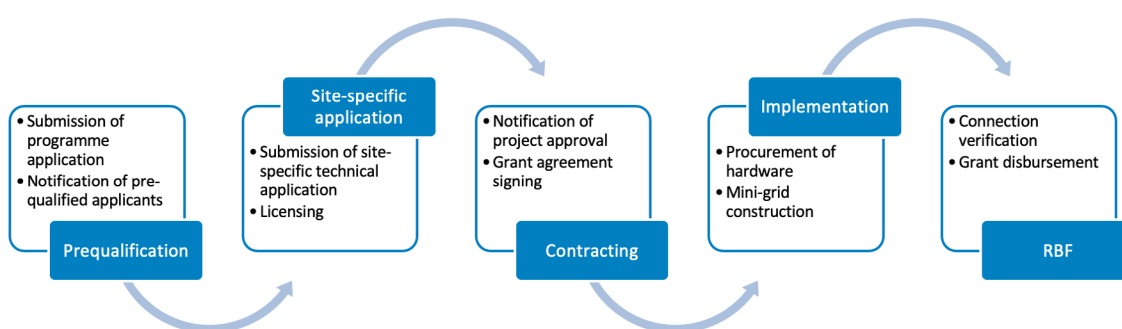 • Submission of
programme
application
• Notification of pre-
qualified applicants
Prequalification
Site-specific
application
• Submission of site-
specific technical
application
• Licensing
• Notification of
project approval
• Grant agreement
signing
Contracting
Implementation
• Procurement of
hardware
• Mini-grid
construction
• Connection
verification
• Grant disbursement
RBF